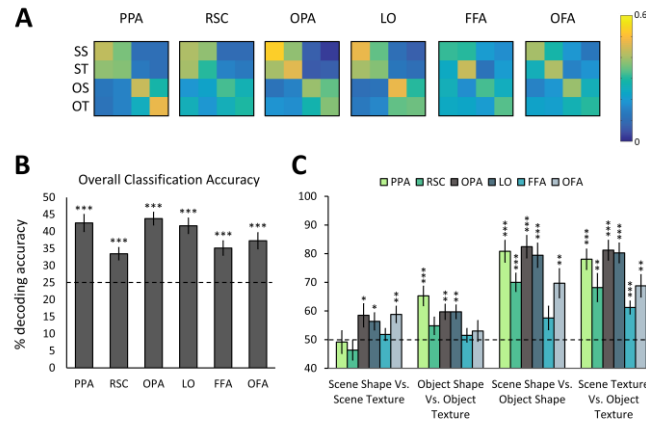 A
PPA RSC OPA LO FFA OFA
SS
ST
OS
OT
0.6
0
B
Overall Classification Accuracy
% decoding accuracy
50
45
40
35
30
25
20
15
10
5
0
*** *** *** *** *** ***
PPA RSC OPA LO FFA OFA
C
PPA RSC OPA LO FFA OFA
100
90
80
70
60
50
40
* * ** *** ** ** *** *** *** *** ** *** ** *** *** *** **
Scene Shape Vs. Scene Texture
Object Shape Vs. Object Texture
Scene Shape Vs. Object Shape
Scene Texture Vs. Object Texture